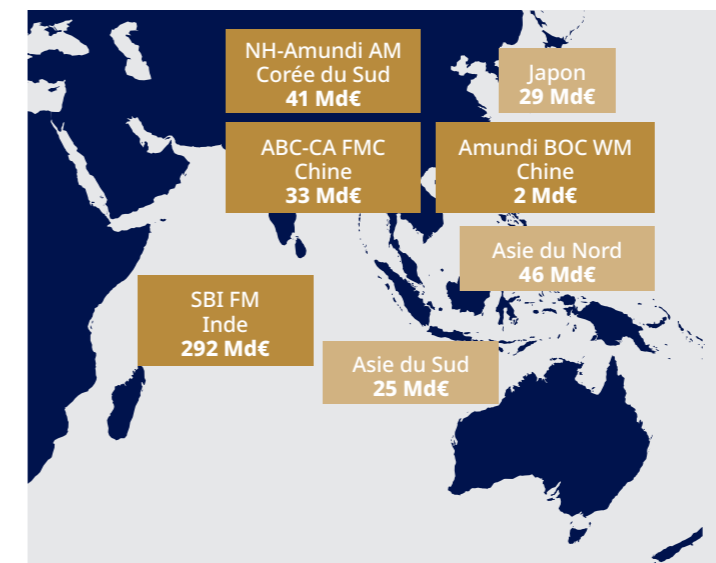 NH-Amundi AM
Corée du Sud
41 Md€
Japon
29 Md€
ABC-CA FMC
Chine
33 Md€
Amundi BOC WM
Chine
2 Md€
Asie du Nord
46 Md€
SBI FM
Inde
292 Md€
Asie du Sud
25 Md€